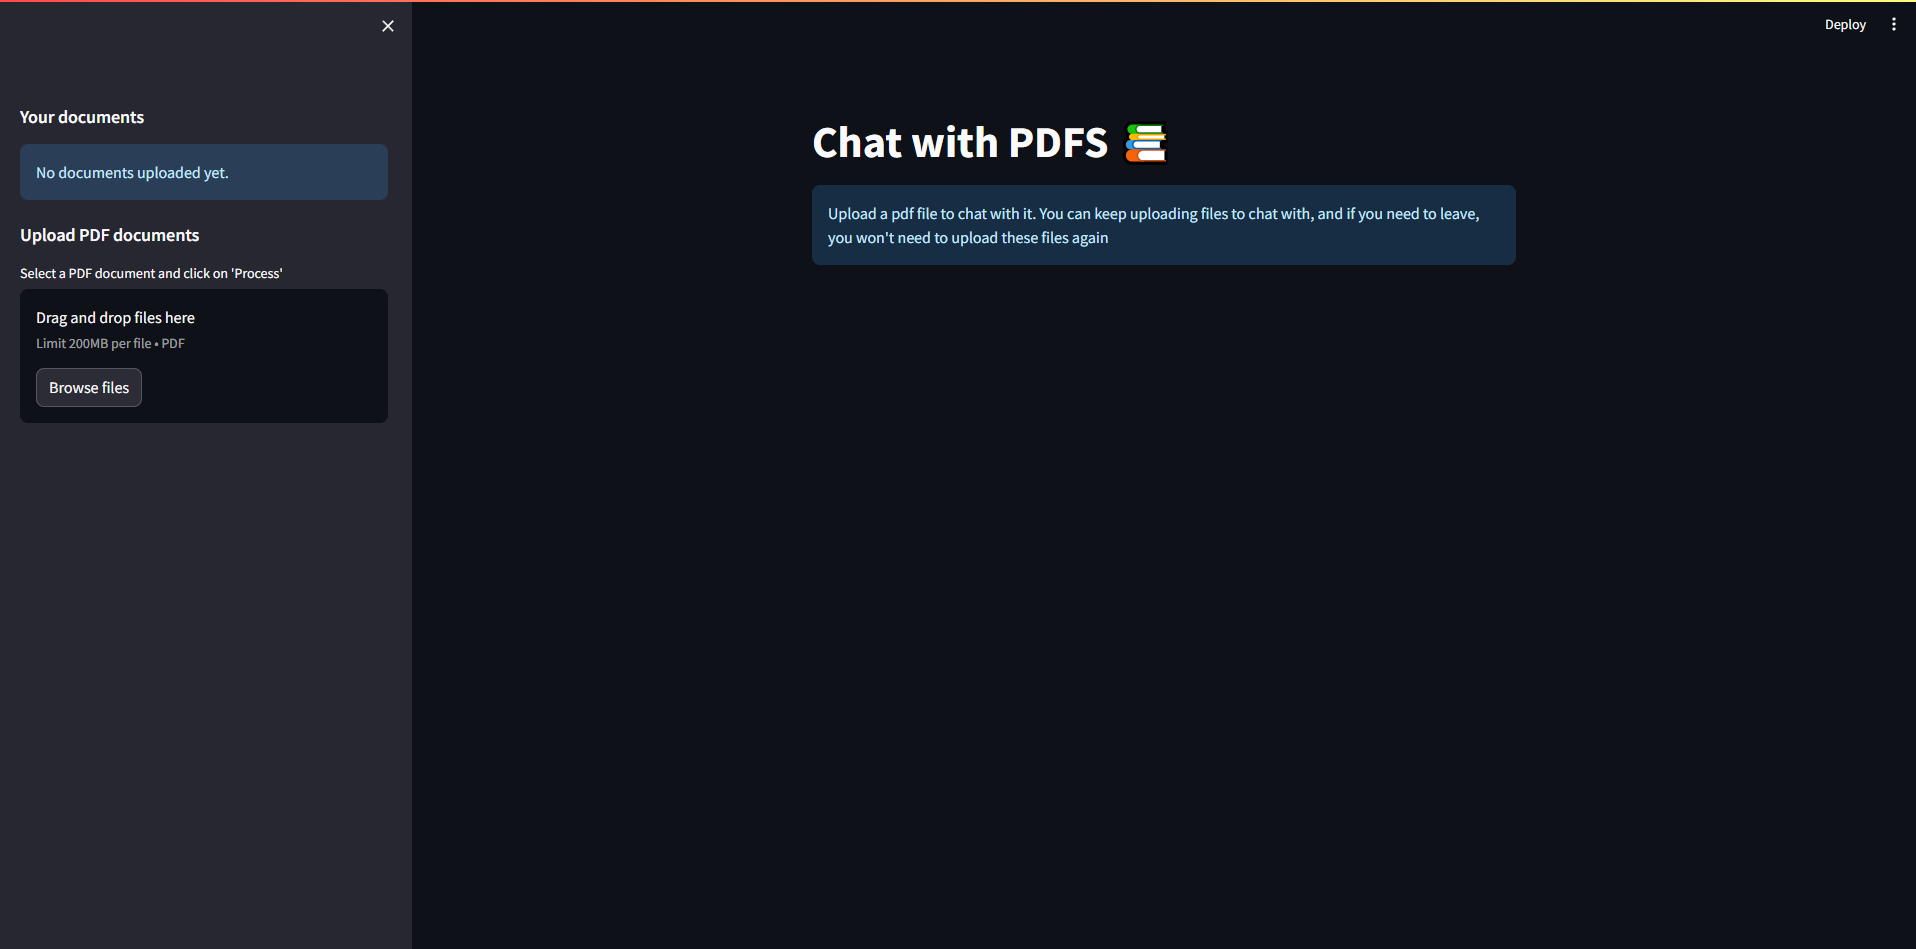 Deploy
Your documents
No documents uploaded yet.
Upload PDF documents
Select a PDF document and click on 'Process'
Drag and drop files here
Limit 200MB per file • PDF
Browse files
Chat with PDFS
Upload a pdf file to chat with it. You can keep uploading files to chat with, and if you need to leave,
you won't need to upload these files again